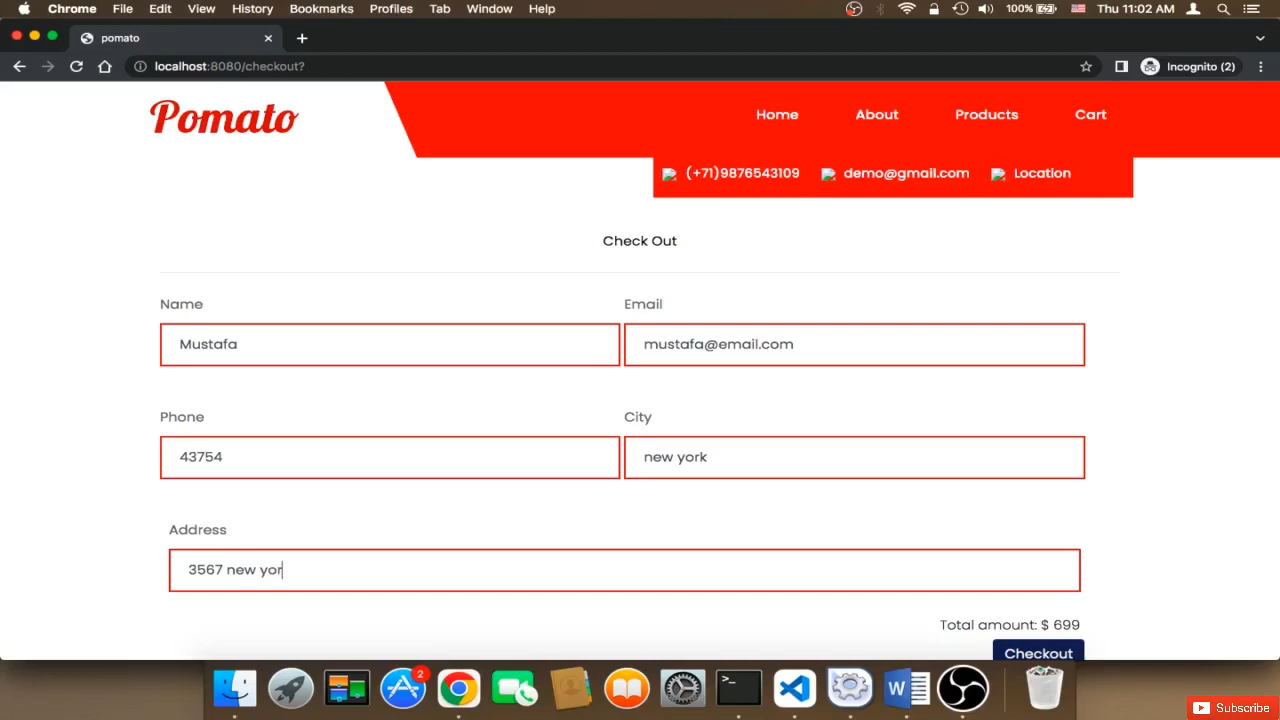 Chrome File Edit View History Bookmarks Profiles Tab Window Help 100% Thu 11:02 AM
pomato
localhost:8080/checkout? Incognito (2)
Pomato Home About Products Cart
(+71)9876543109 demo@gmail.com Location
Check Out
Name Email
Mustafa mustafa@email.com
Phone City
43754 new york
Address
3567 new yor
Total amount: $ 699
Checkout
2
>_
W
Subscribe